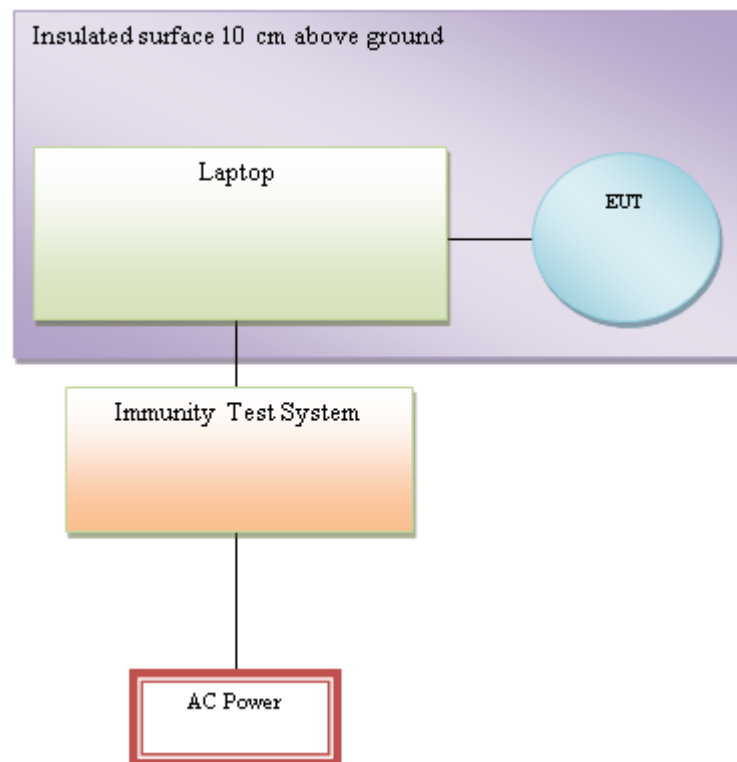 Insulated surface 10 cm above ground
Laptop
EUT
Immunity Test System
AC Power